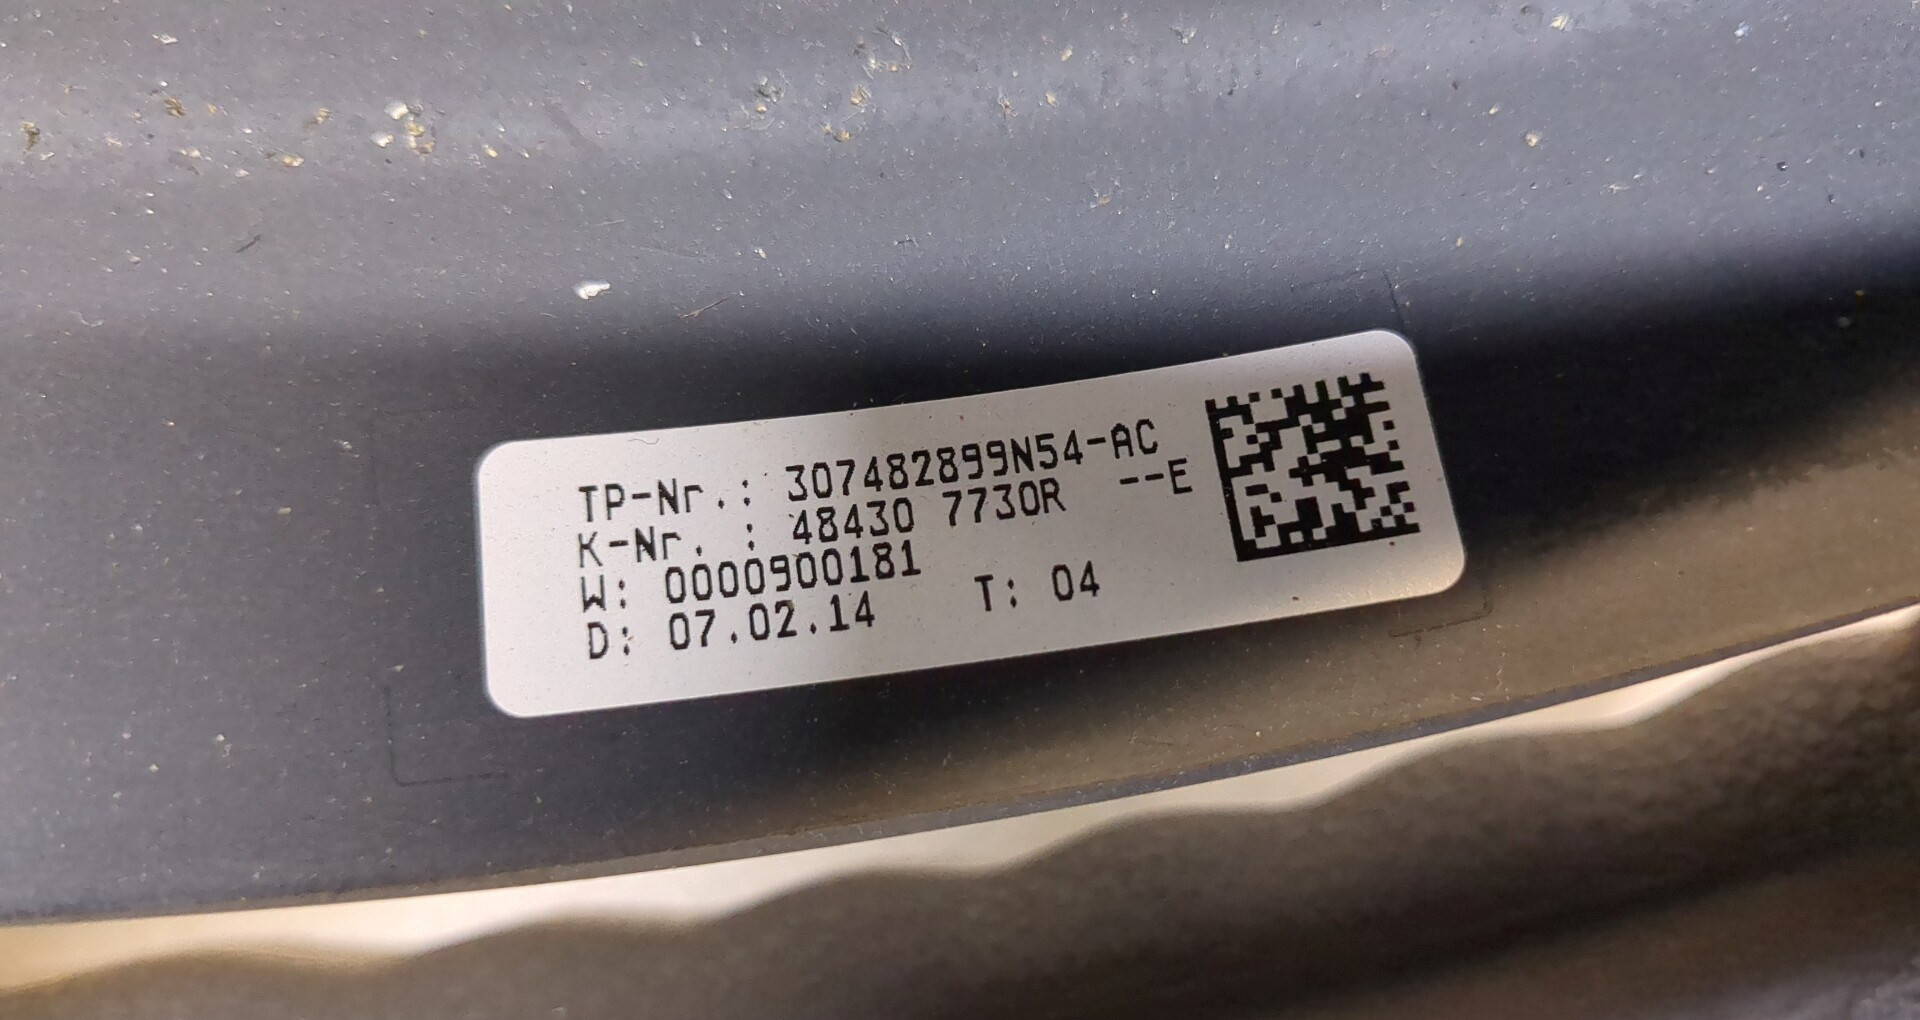 TP-Nr.: 307482899N54-AC
K-Nr. : 48430 7730R --E
W: 0000900181
D: 07.02.14 T: 04